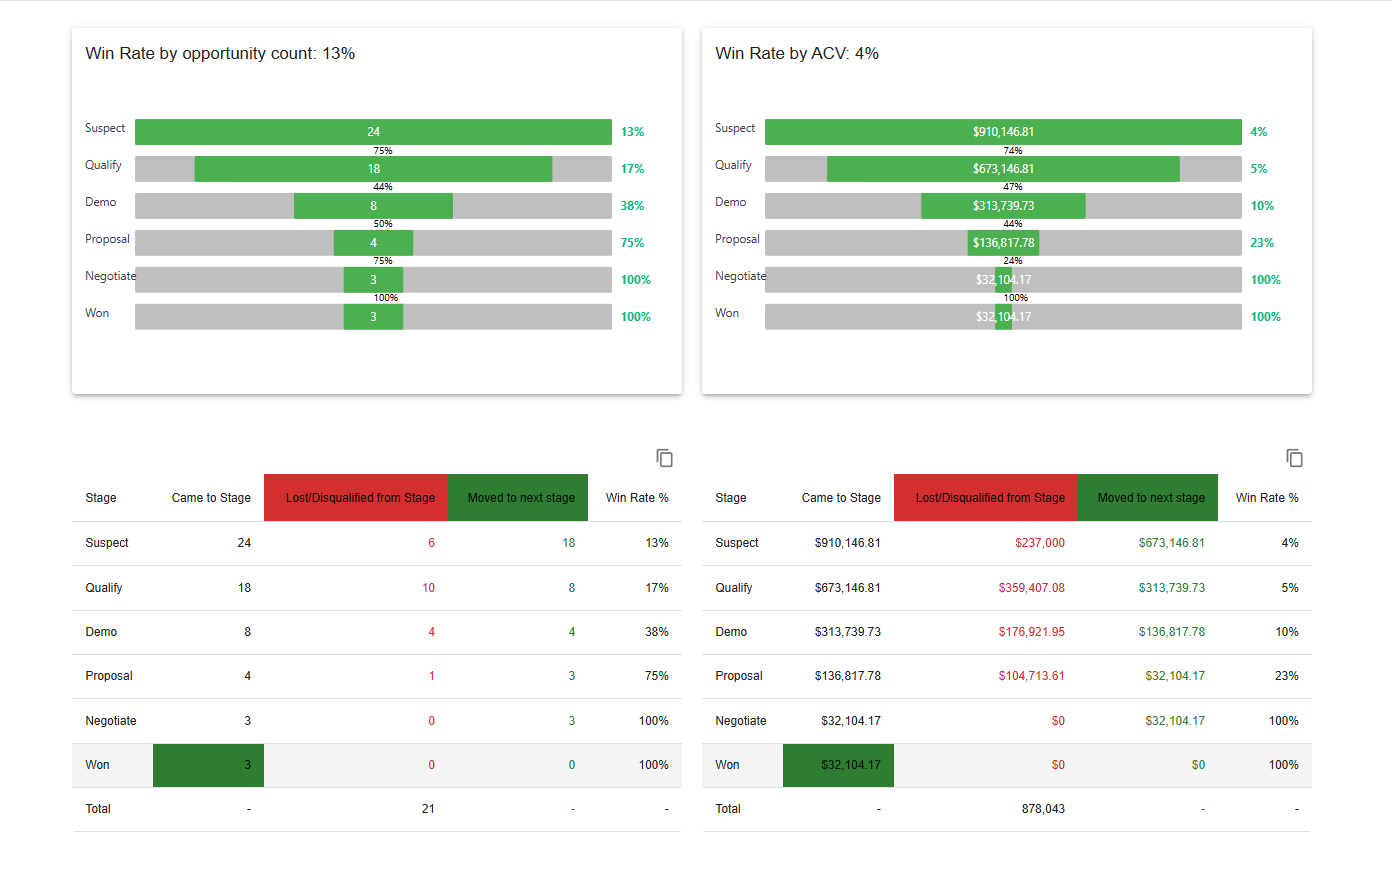 Win Rate by opportunity count: 13%
Suspect 24 13%
75%
Qualify 18 17%
44%
Demo 8 38%
50%
Proposal 4 75%
75%
Negotiate 3 100%
100%
Won 3 100%
Win Rate by ACV: 4%
Suspect $910,146.81 4%
74%
Qualify $673,146.81 5%
47%
Demo $313,739.73 10%
44%
Proposal $136,817.78 23%
24%
Negotiate $32,104.17 100%
100%
Won $32,104.17 100%
Stage Came to Stage Lost/Disqualified from Stage Moved to next stage Win Rate %
Suspect 24 6 18 13%
Qualify 18 10 8 17%
Demo 8 4 4 38%
Proposal 4 1 3 75%
Negotiate 3 0 3 100%
Won 3 0 0 100%
Total - 21 - -
Stage Came to Stage Lost/Disqualified from Stage Moved to next stage Win Rate %
Suspect $910,146.81 $237,000 $673,146.81 4%
Qualify $673,146.81 $359,407.08 $313,739.73 5%
Demo $313,739.73 $176,921.95 $136,817.78 10%
Proposal $136,817.78 $104,713.61 $32,104.17 23%
Negotiate $32,104.17 $0 $32,104.17 100%
Won $32,104.17 $0 $0 100%
Total - 878,043 - -